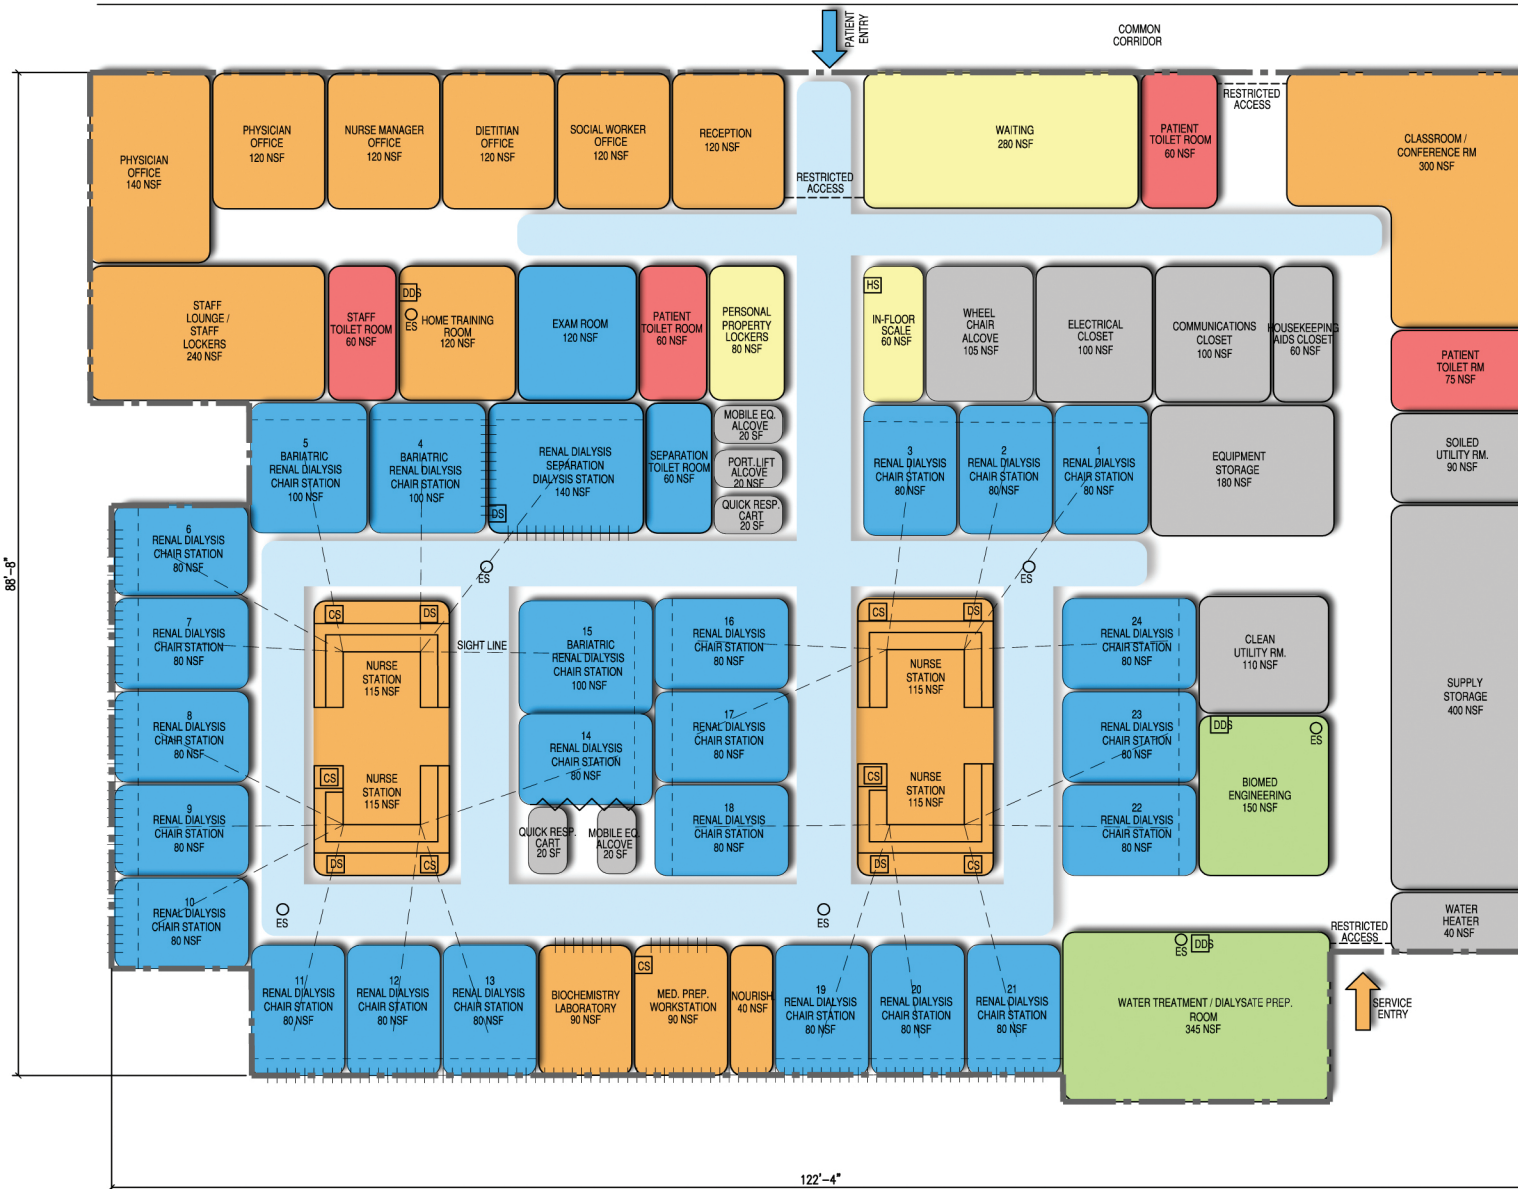 PATIENT
ENTRY
COMMON
CORRIDOR
PHYSICIAN
OFFICE
140 NSF
PHYSICIAN
OFFICE
120 NSF
NURSE MANAGER
OFFICE
120 NSF
DIETITIAN
OFFICE
120 NSF
SOCIAL WORKER
OFFICE
120 NSF
RECEPTION
120 NSF
RESTRICTED
ACCESS
WAITING
280 NSF
PATIENT
TOILET ROOM
60 NSF
RESTRICTED
ACCESS
CLASSROOM /
CONFERENCE RM
300 NSF
STAFF
LOUNGE /
STAFF
LOCKERS
240 NSF
STAFF
TOILET ROOM
60 NSF
DDS
ES
HOME TRAINING
ROOM
120 NSF
EXAM ROOM
120 NSF
PATIENT
TOILET ROOM
60 NSF
PERSONAL
PROPERTY
LOCKERS
80 NSF
HS
IN-FLOOR
SCALE
60 NSF
WHEEL
CHAIR
ALCOVE
105 NSF
ELECTRICAL
CLOSET
100 NSF
COMMUNICATIONS
CLOSET
100 NSF
HOUSEKEEPING
AIDS CLOSET
60 NSF
PATIENT
TOILET RM
75 NSF
5
BARIATRIC
RENAL DIALYSIS
CHAIR STATION
100 NSF
4
BARIATRIC
RENAL DIALYSIS
CHAIR STATION
100 NSF
RENAL DIALYSIS
SEPARATION
DIALYSIS STATION
140 NSF
DS
SEPARATION
TOILET ROOM
60 NSF
MOBILE EQ.
ALCOVE
20 SF
PORT.LIFT
ALCOVE
20 NSF
QUICK RESP.
CART
20 SF
3
RENAL DIALYSIS
CHAIR STATION
80 NSF
2
RENAL DIALYSIS
CHAIR STATION
80 NSF
1
RENAL DIALYSIS
CHAIR STATION
80 NSF
EQUIPMENT
STORAGE
180 NSF
SOILED
UTILITY RM.
90 NSF
88'-8"
6
RENAL DIALYSIS
CHAIR STATION
80 NSF
ES
ES
7
RENAL DIALYSIS
CHAIR STATION
80 NSF
CS
DS
NURSE
STATION
115 NSF
SIGHT LINE
15
BARIATRIC
RENAL DIALYSIS
CHAIR STATION
100 NSF
16
RENAL DIALYSIS
CHAIR STATION
80 NSF
CS
DS
NURSE
STATION
115 NSF
24
RENAL DIALYSIS
CHAIR STATION
80 NSF
CLEAN
UTILITY RM.
110 NSF
SUPPLY
STORAGE
400 NSF
8
RENAL DIALYSIS
CHAIR STATION
80 NSF
14
RENAL DIALYSIS
CHAIR STATION
80 NSF
17
RENAL DIALYSIS
CHAIR STATION
80 NSF
23
RENAL DIALYSIS
CHAIR STATION
80 NSF
DDS
ES
BIOMED
ENGINEERING
150 NSF
9
RENAL DIALYSIS
CHAIR STATION
80 NSF
CS
NURSE
STATION
115 NSF
DS
CS
QUICK RESP.
CART
20 SF
MOBILE EQ.
ALCOVE
20 SF
18
RENAL DIALYSIS
CHAIR STATION
80 NSF
CS
NURSE
STATION
115 NSF
DS
CS
22
RENAL DIALYSIS
CHAIR STATION
80 NSF
10
RENAL DIALYSIS
CHAIR STATION
80 NSF
ES
ES
WATER
HEATER
40 NSF
RESTRICTED
ACCESS
11
RENAL DIALYSIS
CHAIR STATION
80 NSF
12
RENAL DIALYSIS
CHAIR STATION
80 NSF
13
RENAL DIALYSIS
CHAIR STATION
80 NSF
BIOCHEMISTRY
LABORATORY
90 NSF
CS
MED. PREP.
WORKSTATION
90 NSF
NOURISH
40 NSF
19
RENAL DIALYSIS
CHAIR STATION
80 NSF
20
RENAL DIALYSIS
CHAIR STATION
80 NSF
21
RENAL DIALYSIS
CHAIR STATION
80 NSF
ES
DDS
WATER TREATMENT / DIALYSATE PREP.
ROOM
345 NSF
SERVICE
ENTRY
122'-4"